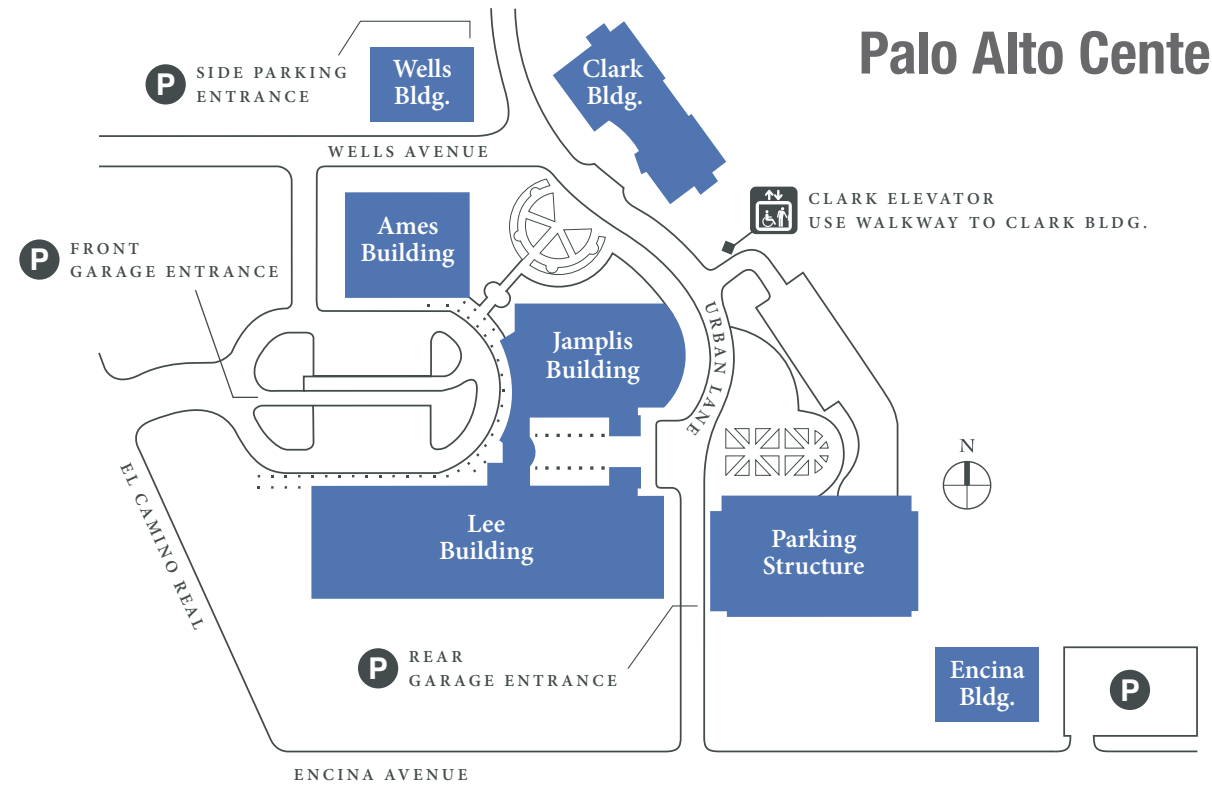 Palo Alto Cente
P
SIDE PARKING
ENTRANCE
Wells
Bldg.
Clark
Bldg.
WELLS AVENUE
CLARK ELEVATOR
USE WALKWAY TO CLARK BLDG.
Ames
Building
P
FRONT
GARAGE ENTRANCE
URBAN LANE
Jamplis
Building
N
EL CAMINO REAL
Lee
Building
Parking
Structure
P
REAR
GARAGE ENTRANCE
Encina
Bldg.
P
ENCINA AVENUE